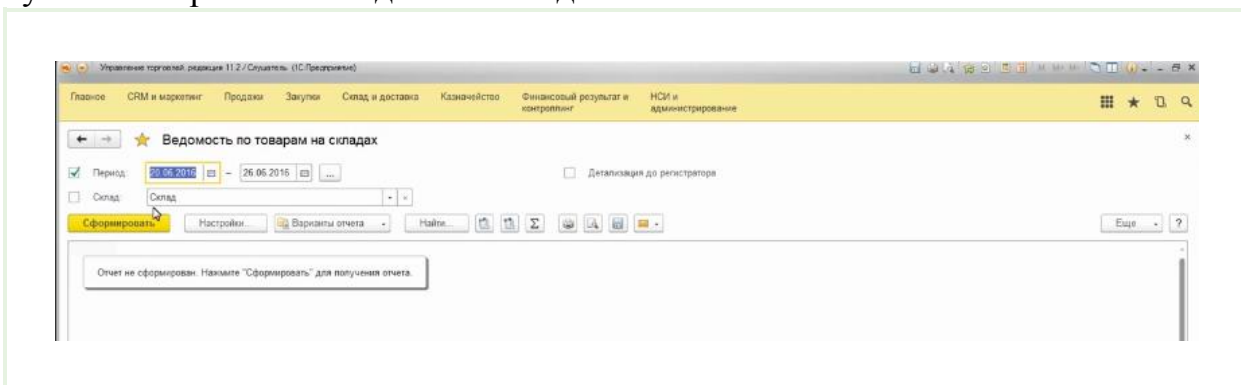 Управление торговлей, редакция 11.2 / Слушатель (1С:Предприятие)
Главное CRM и маркетинг Продажи Закупки Склад и доставка Казначейство Финансовый результат и контроллинг НСИ и администрирование
Ведомость по товарам на складах
Период: 20.06.2016 – 26.06.2016 ... Детализация до регистратора
Склад: Склад
Сформировать Настройки... Варианты отчета Найти... Σ Еще ?
Отчет не сформирован. Нажмите "Сформировать" для получения отчета.